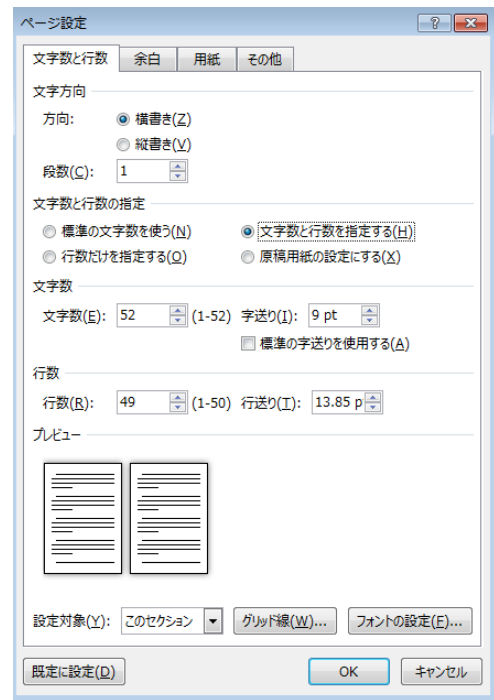 ページ設定
文字数と行数 余白 用紙 その他
文字方向
方向: 横書き(Z)
縦書き(V)
段数(C): 1
文字数と行数の指定
標準の文字数を使う(N) 文字数と行数を指定する(H)
行数だけを指定する(O) 原稿用紙の設定にする(X)
文字数
文字数(E): 52 (1-52) 字送り(I): 9 pt
標準の字送りを使用する(A)
行数
行数(R): 49 (1-50) 行送り(T): 13.85 p
プレビュー
設定対象(Y): このセクション グリッド線(W)... フォントの設定(F)...
既定に設定(D) OK キャンセル